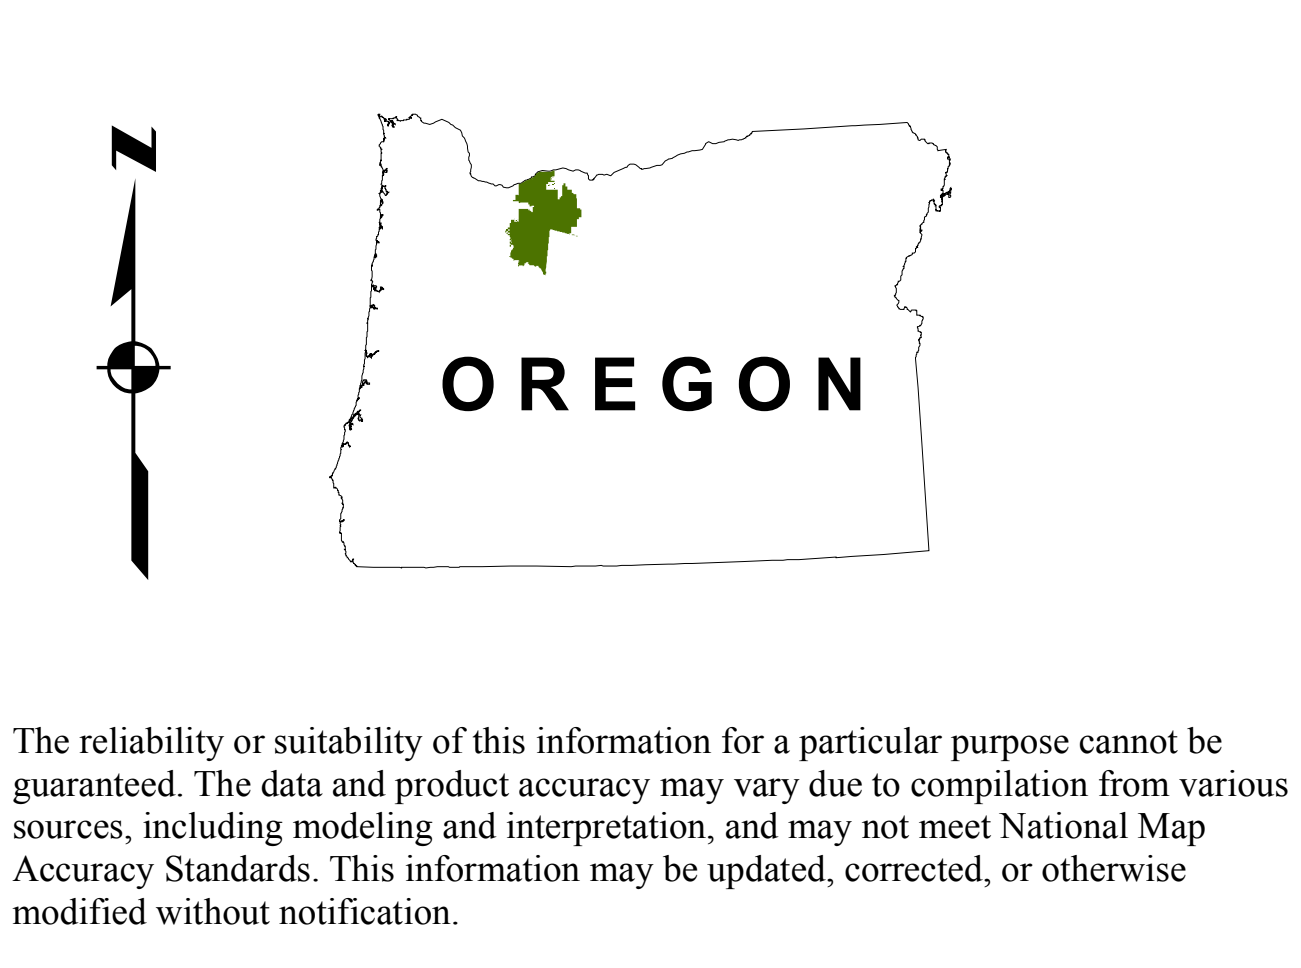 N
O R E G O N
The reliability or suitability of this information for a particular purpose cannot be
guaranteed. The data and product accuracy may vary due to compilation from various
sources, including modeling and interpretation, and may not meet National Map
Accuracy Standards. This information may be updated, corrected, or otherwise
modified without notification.